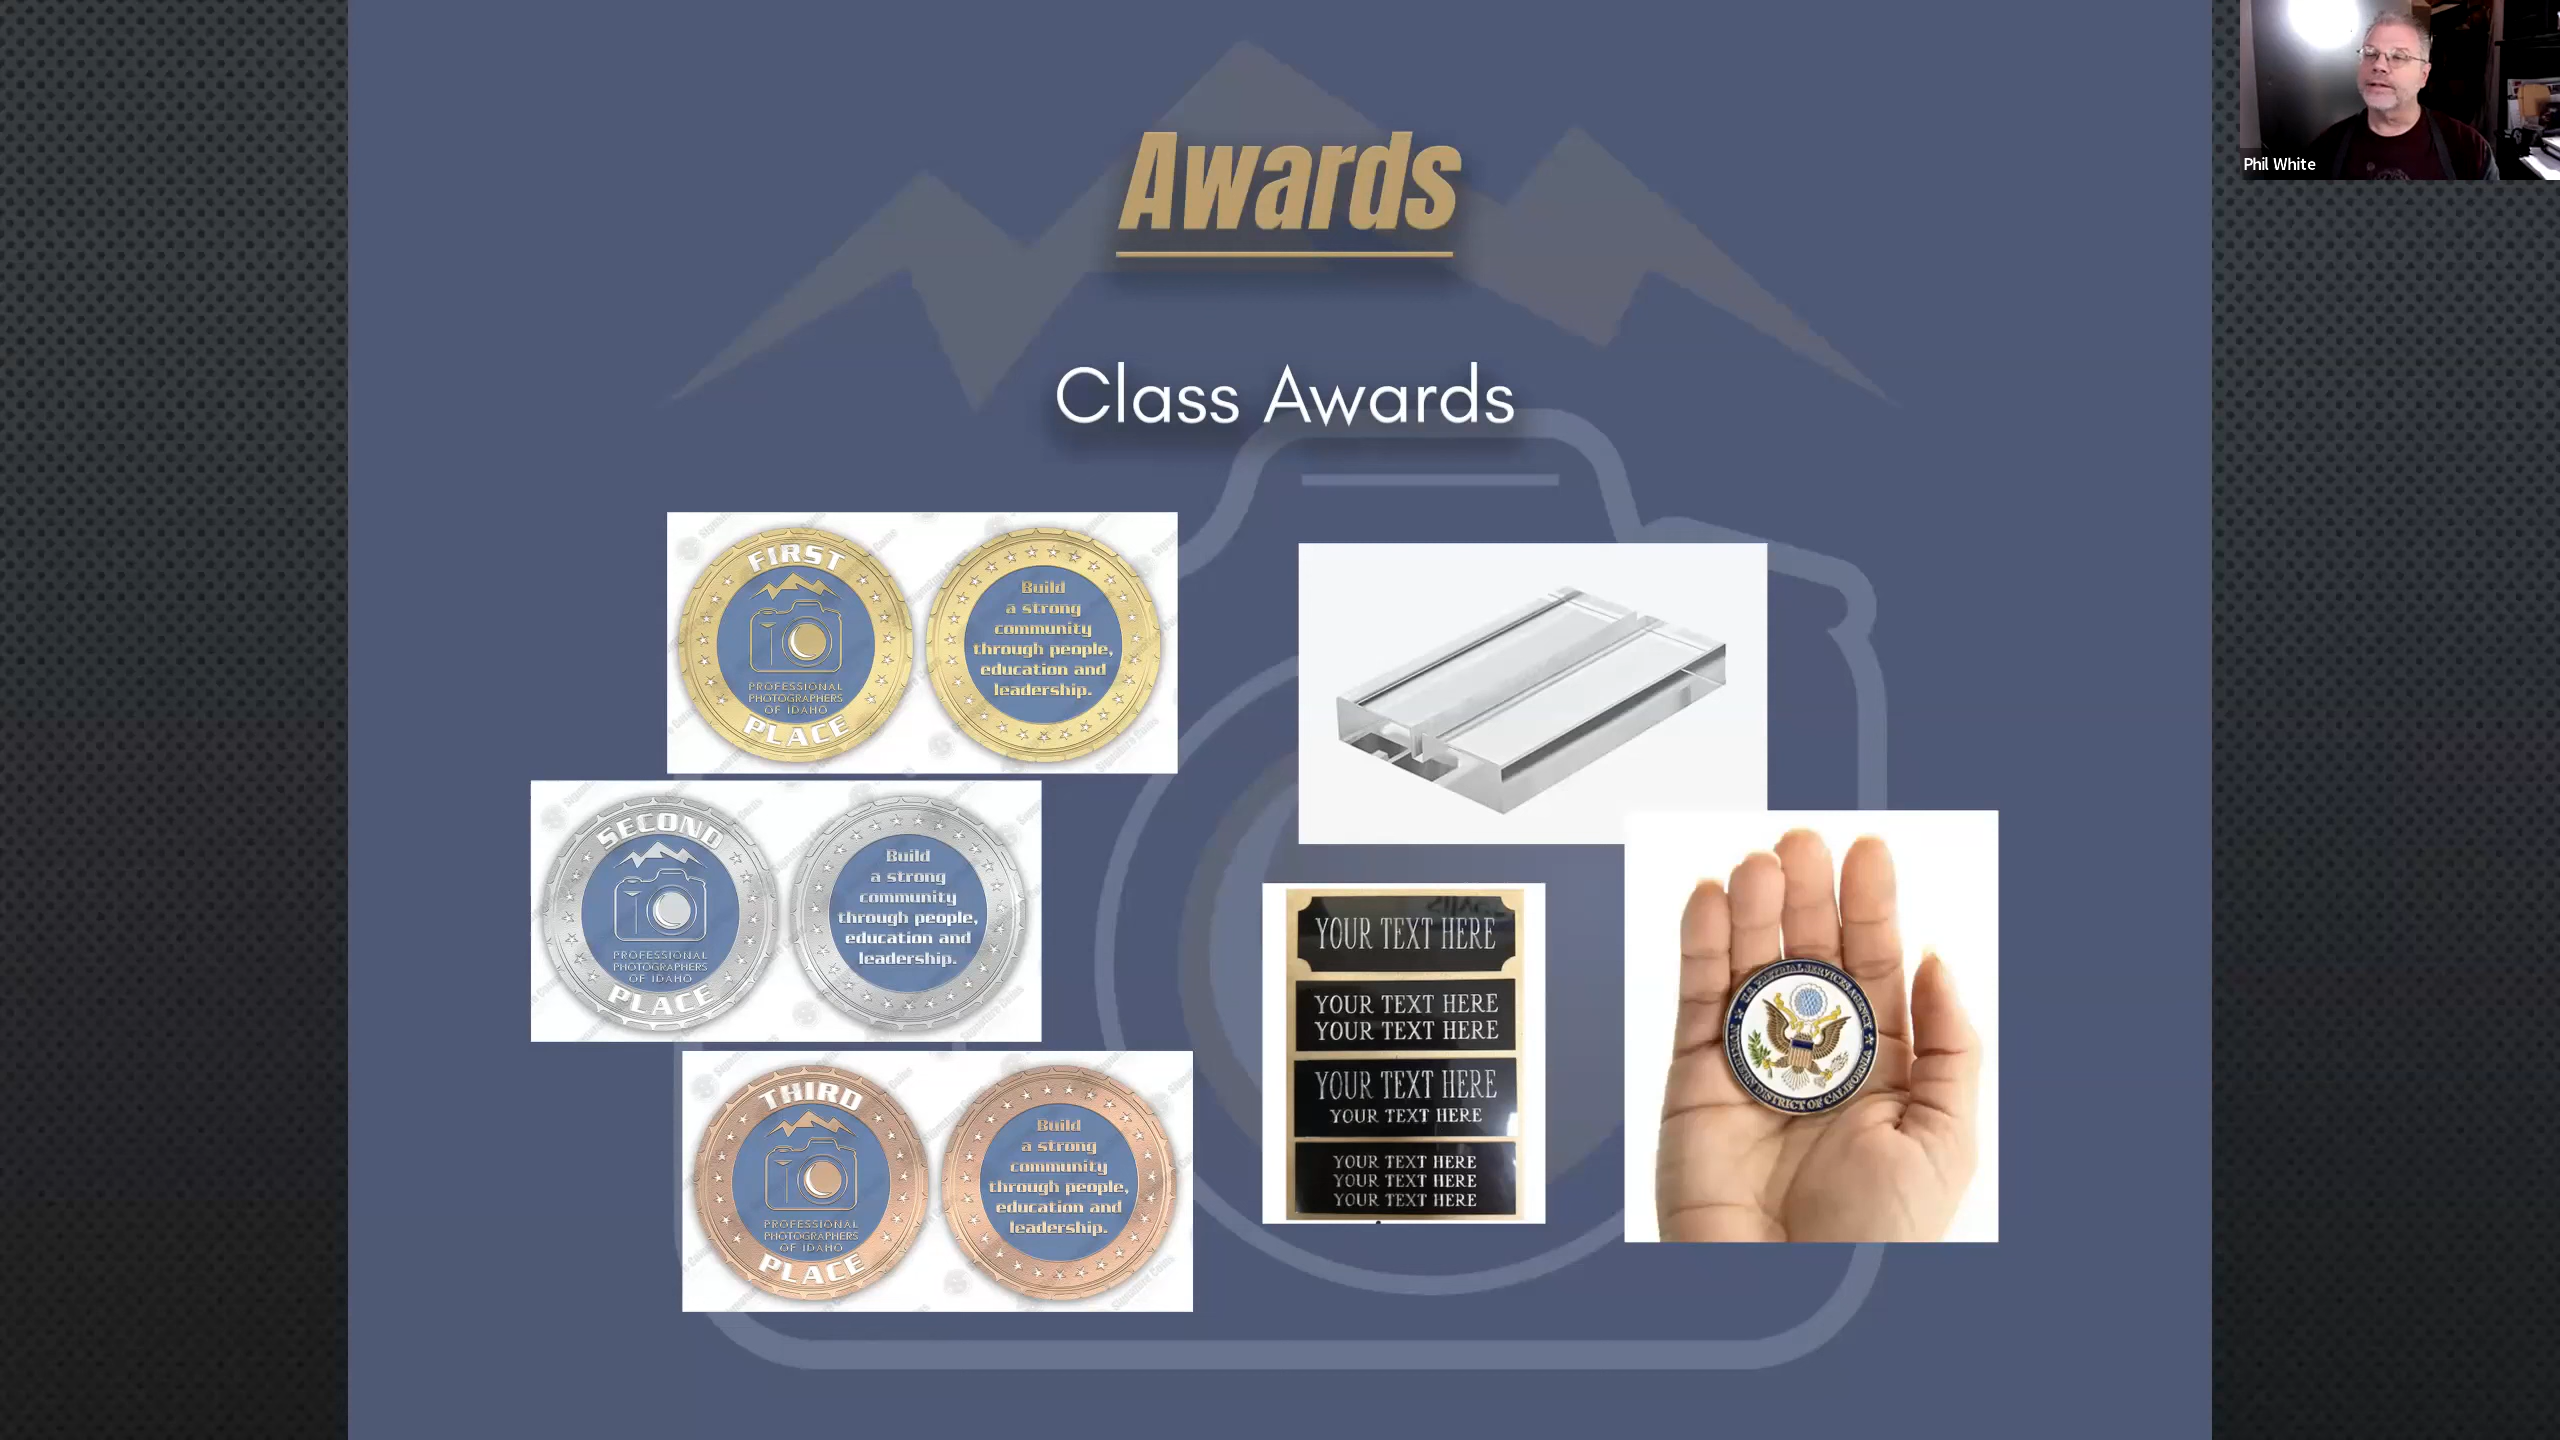 Awards
Phil White
Class Awards
FIRST
PROFESSIONAL
PHOTOGRAPHERS
OF IDAHO
PLACE
Build
a strong
community
through people,
education and
leadership.
SECOND
PROFESSIONAL
PHOTOGRAPHERS
OF IDAHO
PLACE
Build
a strong
community
through people,
education and
leadership.
THIRD
PROFESSIONAL
PHOTOGRAPHERS
OF IDAHO
PLACE
Build
a strong
community
through people,
education and
leadership.
YOUR TEXT HERE
YOUR TEXT HERE
YOUR TEXT HERE
YOUR TEXT HERE
YOUR TEXT HERE
YOUR TEXT HERE
YOUR TEXT HERE
YOUR TEXT HERE
U.S. PRETRIAL SERVICES AGENCY
NORTHERN DISTRICT OF CALIFORNIA